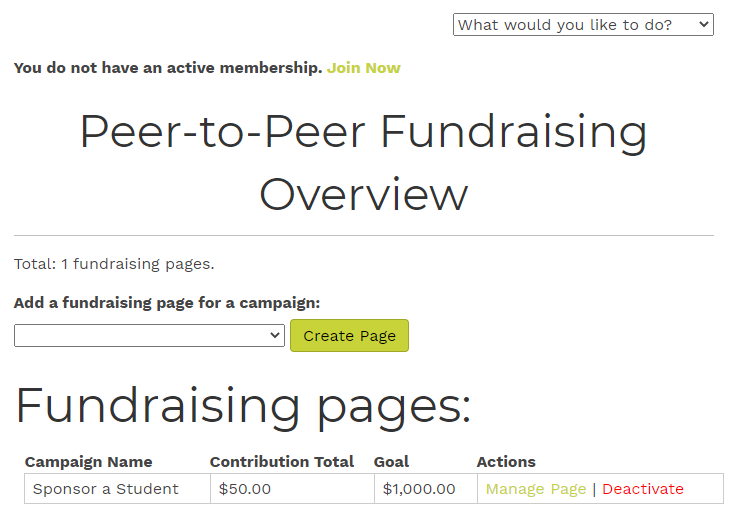 What would you like to do?
You do not have an active membership. Join Now
Peer-to-Peer Fundraising
Overview
Total: 1 fundraising pages.
Add a fundraising page for a campaign:
Create Page
Fundraising pages:
Campaign Name Contribution Total Goal Actions
Sponsor a Student $50.00 $1,000.00 Manage Page | Deactivate